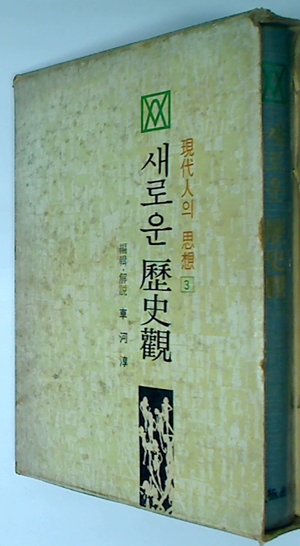 現代人의 思想 3
새로운 歷史觀
編輯·解説 車河淳